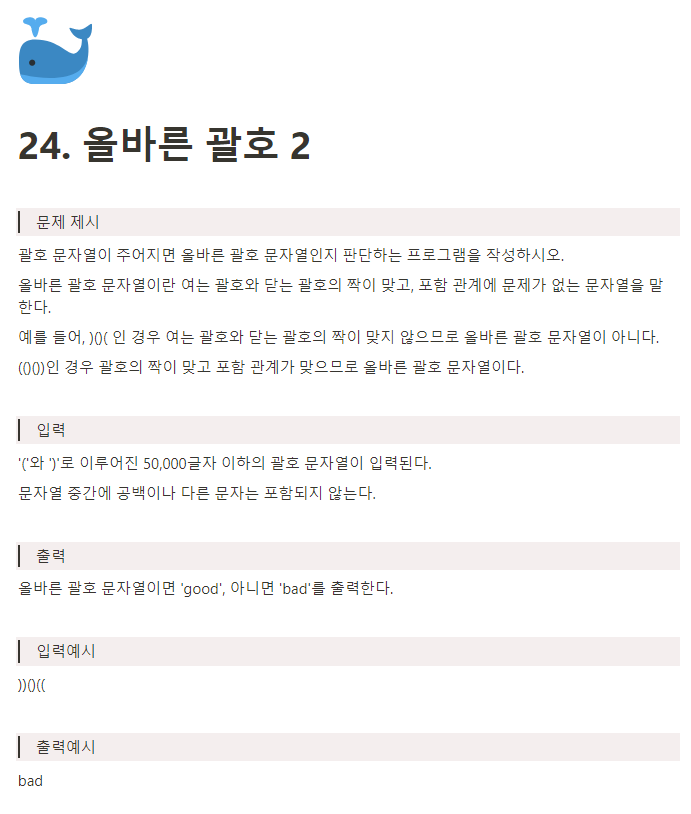 24. 올바른 괄호 2
문제 제시
괄호 문자열이 주어지면 올바른 괄호 문자열인지 판단하는 프로그램을 작성하시오.
올바른 괄호 문자열이란 여는 괄호와 닫는 괄호의 짝이 맞고, 포함 관계에 문제가 없는 문자열을 말
한다.
예를 들어, )()( 인 경우 여는 괄호와 닫는 괄호의 짝이 맞지 않으므로 올바른 괄호 문자열이 아니다.
(()())인 경우 괄호의 짝이 맞고 포함 관계가 맞으므로 올바른 괄호 문자열이다.
입력
'('와 ')'로 이루어진 50,000글자 이하의 괄호 문자열이 입력된다.
문자열 중간에 공백이나 다른 문자는 포함되지 않는다.
출력
올바른 괄호 문자열이면 'good', 아니면 'bad'를 출력한다.
입력예시
))()((
출력예시
bad